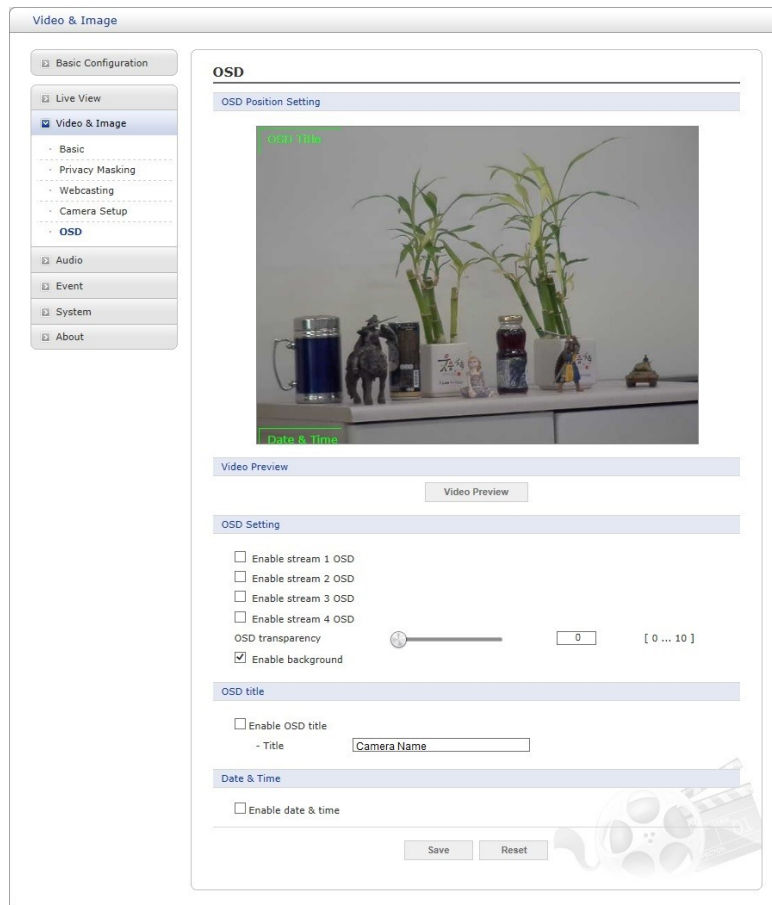 Video & Image
Basic Configuration
Live View
Video & Image
Basic
Privacy Masking
Webcasting
Camera Setup
OSD
Audio
Event
System
About
OSD
OSD Position Setting
OSD Title
Date & Time
Video Preview
Video Preview
OSD Setting
Enable stream 1 OSD
Enable stream 2 OSD
Enable stream 3 OSD
Enable stream 4 OSD
OSD transparency 0 [ 0 ... 10 ]
Enable background
OSD title
Enable OSD title
- Title Camera Name
Date & Time
Enable date & time
Save Reset